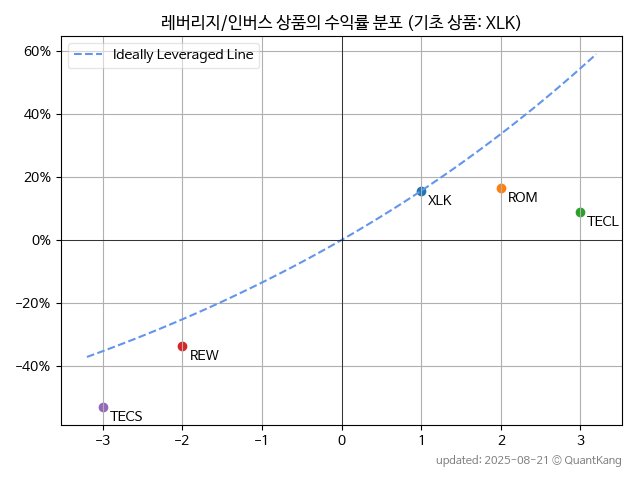 레버리지/인버스 상품의 수익률 분포 (기초 상품: XLK)
Ideally Leveraged Line
60%
40%
20%
0%
−20%
−40%
XLK
ROM
TECL
REW
TECS
−3
−2
−1
0
1
2
3
updated: 2025-08-21 © QuantKang